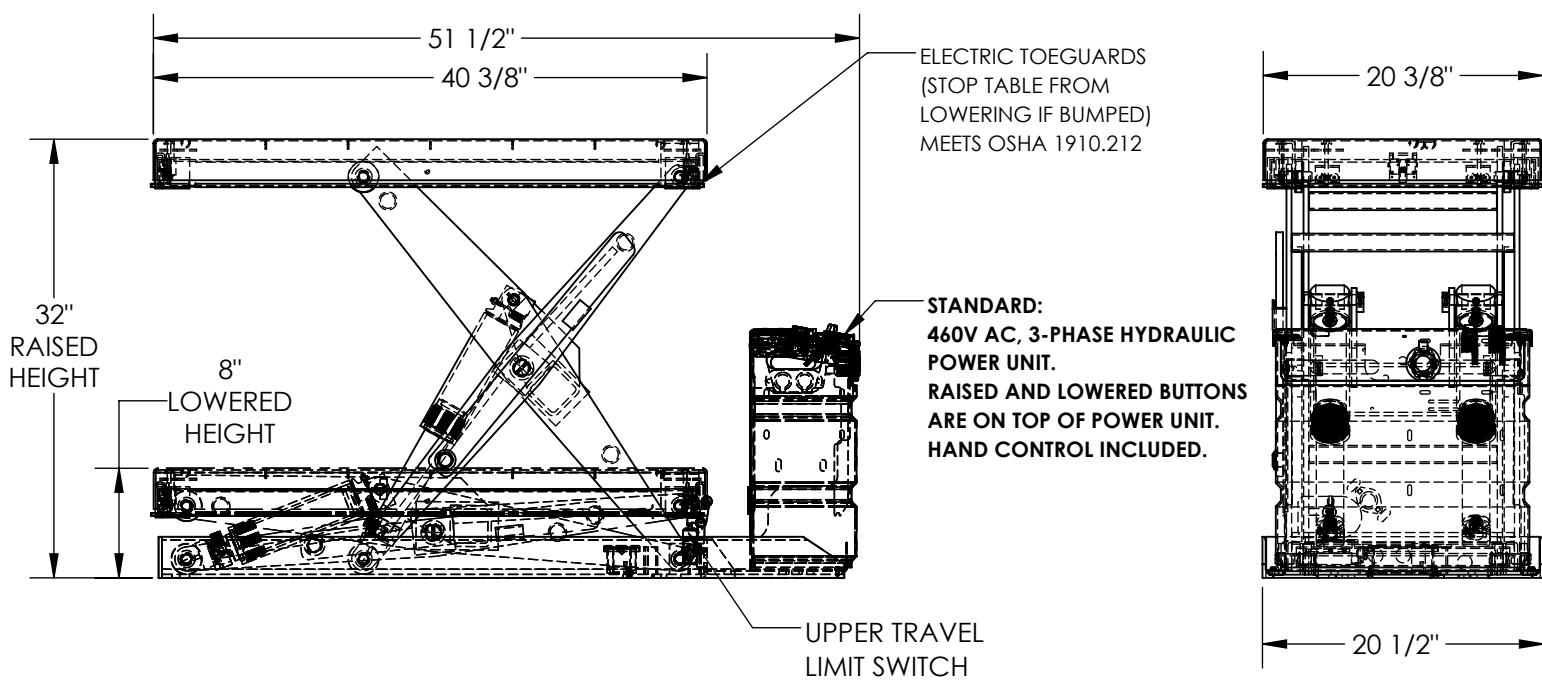 51 1/2"
40 3/8"
ELECTRIC TOEGUARDS
(STOP TABLE FROM
LOWERING IF BUMPED)
MEETS OSHA 1910.212
20 3/8"
32"
RAISED
HEIGHT
8"
LOWERED
HEIGHT
STANDARD:
460V AC, 3-PHASE HYDRAULIC
POWER UNIT.
RAISED AND LOWERED BUTTONS
ARE ON TOP OF POWER UNIT.
HAND CONTROL INCLUDED.
UPPER TRAVEL
LIMIT SWITCH
20 1/2"